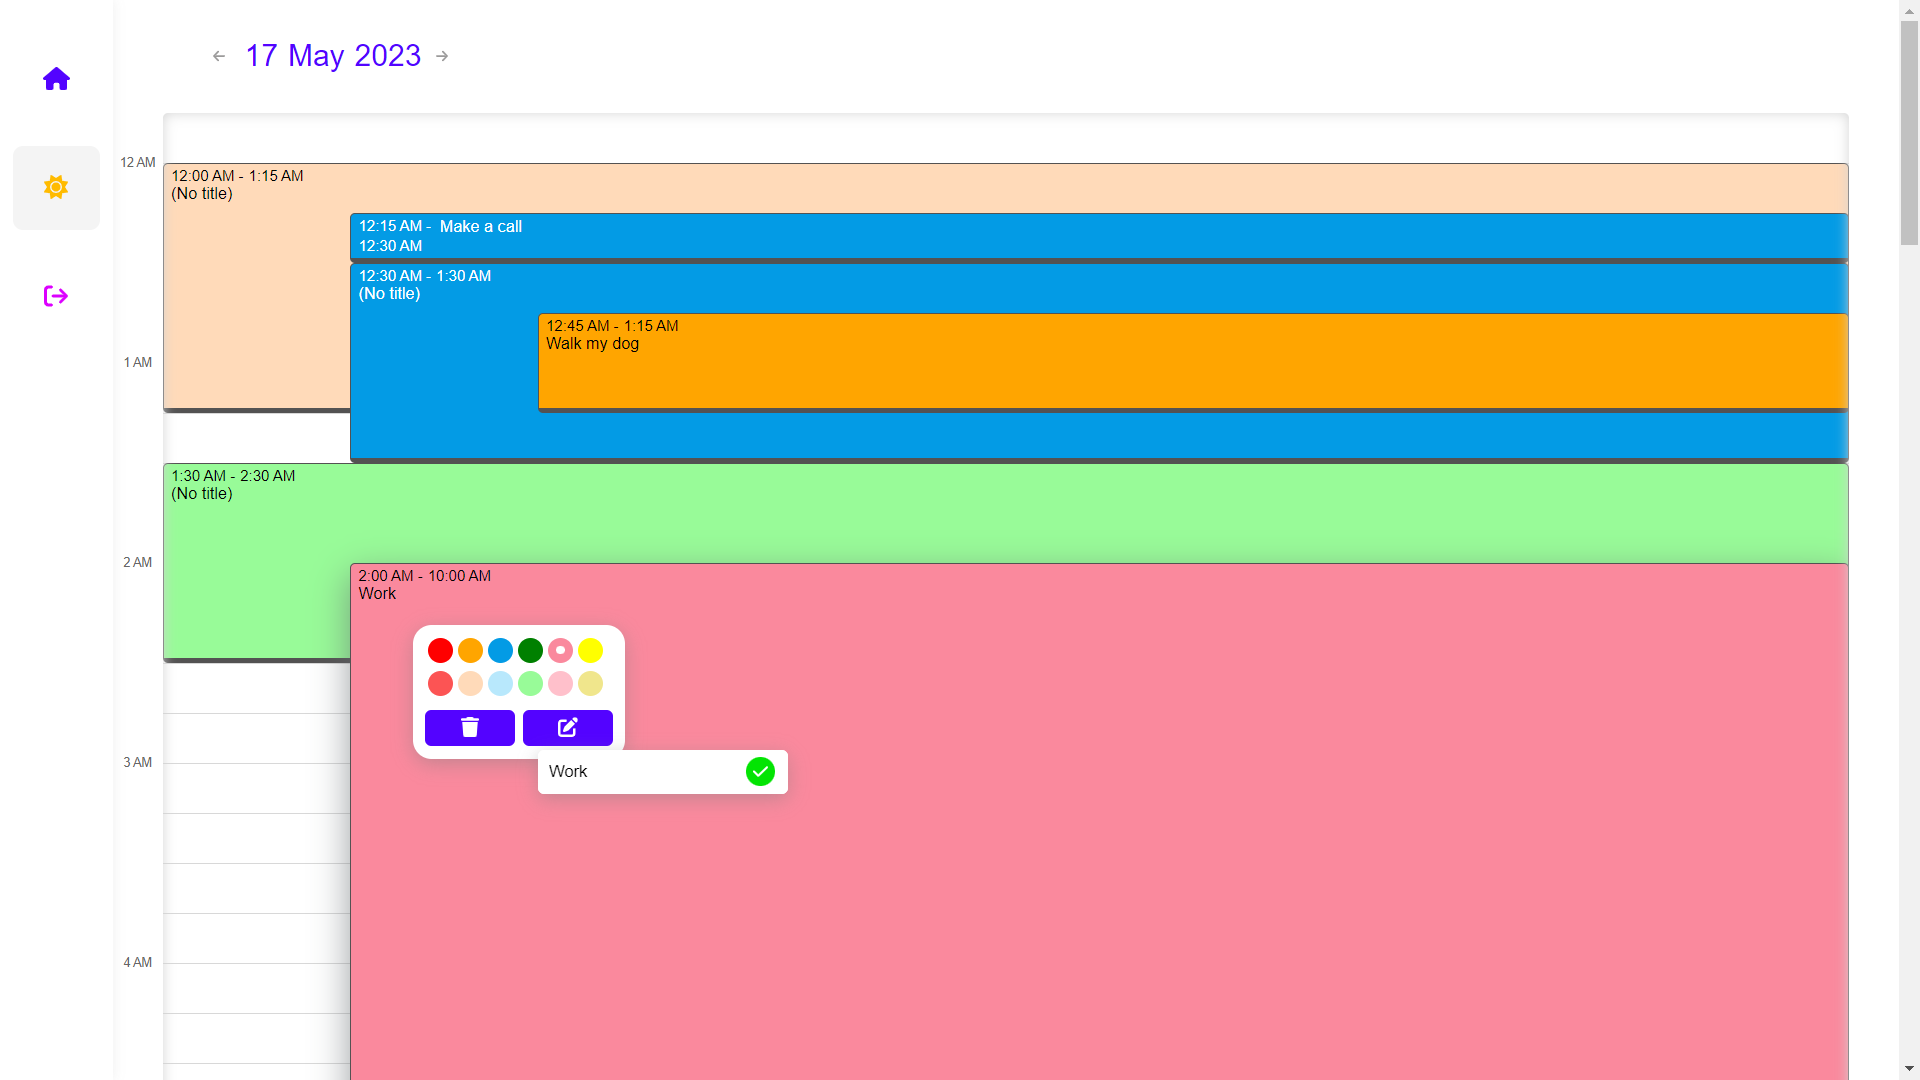 17 May 2023
12 AM
12:00 AM - 1:15 AM
(No title)
12:15 AM - Make a call
12:30 AM
12:30 AM - 1:30 AM
(No title)
12:45 AM - 1:15 AM
Walk my dog
1 AM
1:30 AM - 2:30 AM
(No title)
2 AM
2:00 AM - 10:00 AM
Work
3 AM
Work
4 AM